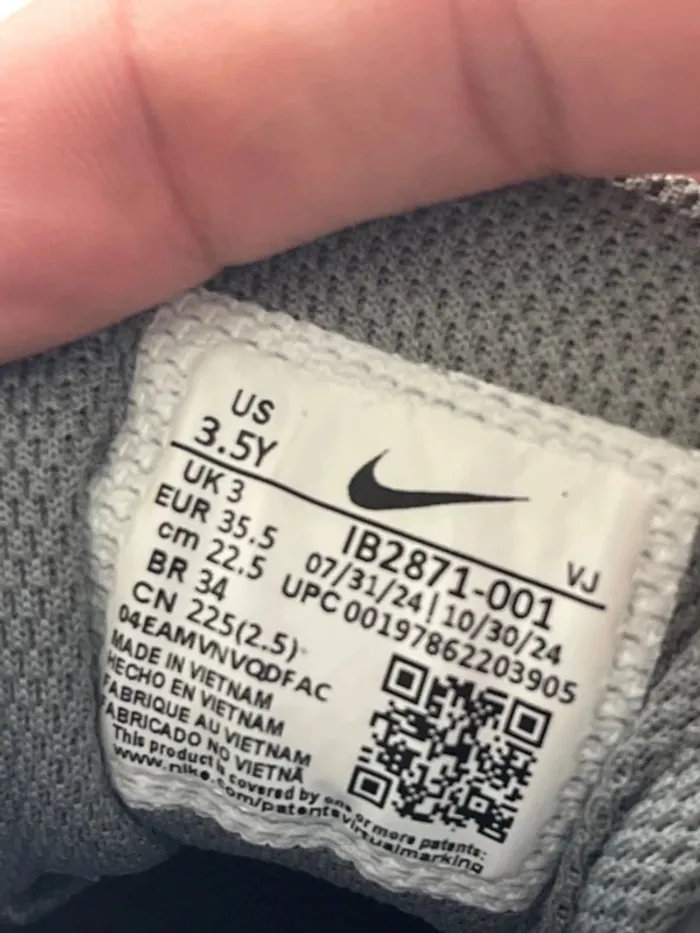 US
3.5Y
UK 3
EUR 35.5
cm 22.5
BR 34
CN 225(2.5)
04EAMVNVQDFAC
MADE IN VIETNAM
HECHO EN VIETNAM
FABRIQUE AU VIETNAM
FABRICADO NO VIETNÃ
This product is covered by one or more patents:
www.nike.com/patentsvirtualmarking
VJ
IB2871-001
07/31/24|10/30/24
UPC 00197862203905